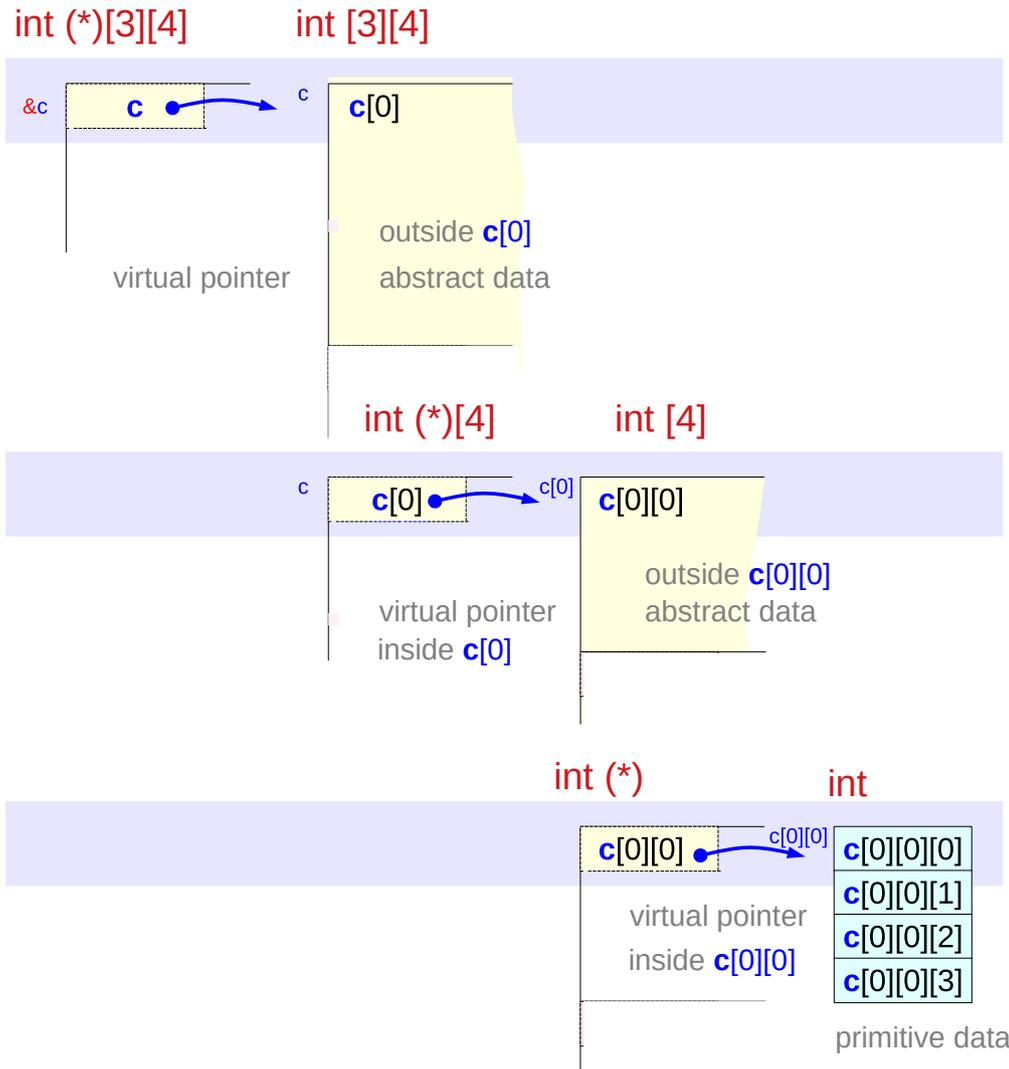 int (*)[3][4] int [3][4]
&c c c c[0]
outside c[0]
virtual pointer abstract data
int (*)[4] int [4]
c c[0] c[0] c[0][0]
outside c[0][0]
virtual pointer abstract data
inside c[0]
int (*) int
c[0][0] c[0][0] c[0][0][0]
c[0][0][1]
virtual pointer
c[0][0][2]
inside c[0][0]
c[0][0][3]
primitive data